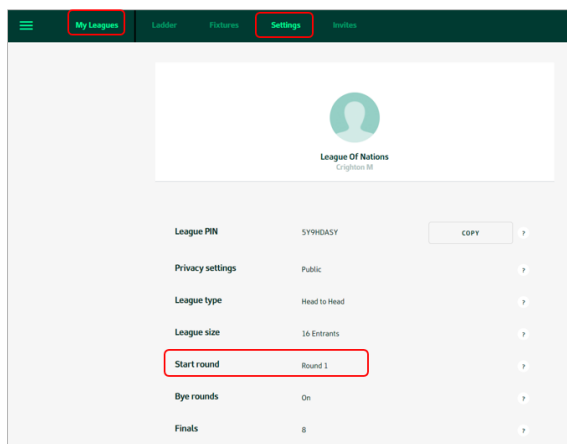 My Leagues Ladder Fixtures Settings Invites
League Of Nations
Crighton M
League PIN 5Y9HDASY COPY ?
Privacy settings Public ?
League type Head to Head ?
League size 16 Entrants ?
Start round Round 1 ?
Bye rounds On ?
Finals 8 ?